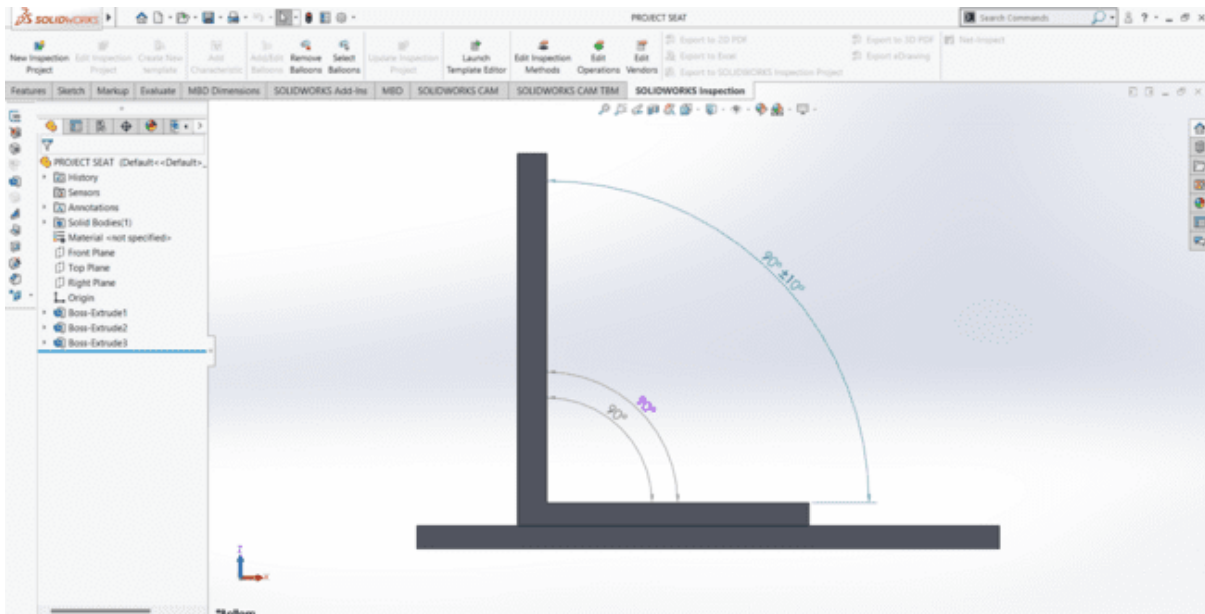 SOLIDWORKS
PROJECT SEAT
Search Commands
New Inspection Project
Edit Inspection Project
Create New template
Add Characteristic
Add/Edit Balloons
Remove Balloons
Select Balloons
Update Inspection Project
Launch Template Editor
Edit Inspection Methods
Edit Operations
Edit Vendors
Export to 2D PDF
Export to Excel
Export to SOLIDWORKS Inspection Project
Export to 3D PDF
Export eDrawing
Net-Inspect
Features
Sketch
Markup
Evaluate
MBD Dimensions
SOLIDWORKS Add-Ins
MBD
SOLIDWORKS CAM
SOLIDWORKS CAM TBM
SOLIDWORKS Inspection
PROJECT SEAT (Default<<Default>_
History
Sensors
Annotations
Solid Bodies(1)
Material <not specified>
Front Plane
Top Plane
Right Plane
Origin
Boss-Extrude1
Boss-Extrude2
Boss-Extrude3
90° ±10°
90°
90°
Z
X